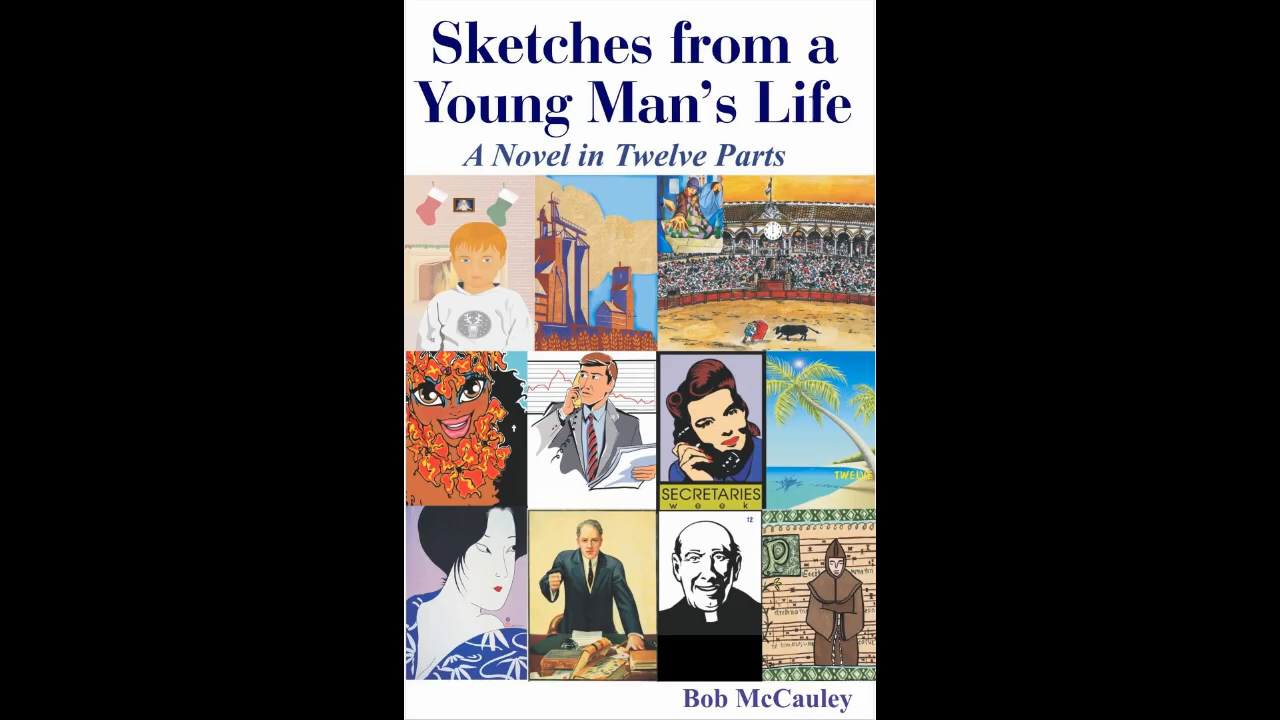 Sketches from a
Young Man's Life
A Novel in Twelve Parts
SECRETARIES
week
TWELVE
12
Bob McCauley